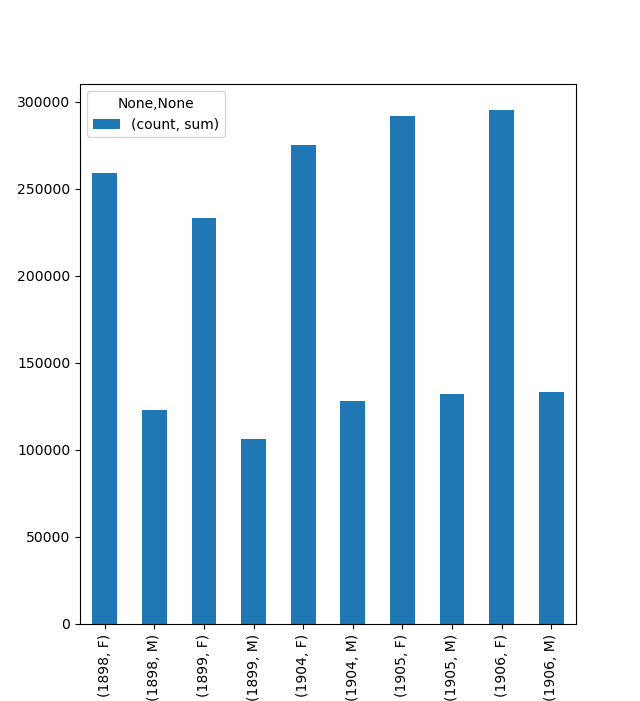 None,None
(count, sum)
300000
250000
200000
150000
100000
50000
0
(1898, F)
(1898, M)
(1899, F)
(1899, M)
(1904, F)
(1904, M)
(1905, F)
(1905, M)
(1906, F)
(1906, M)